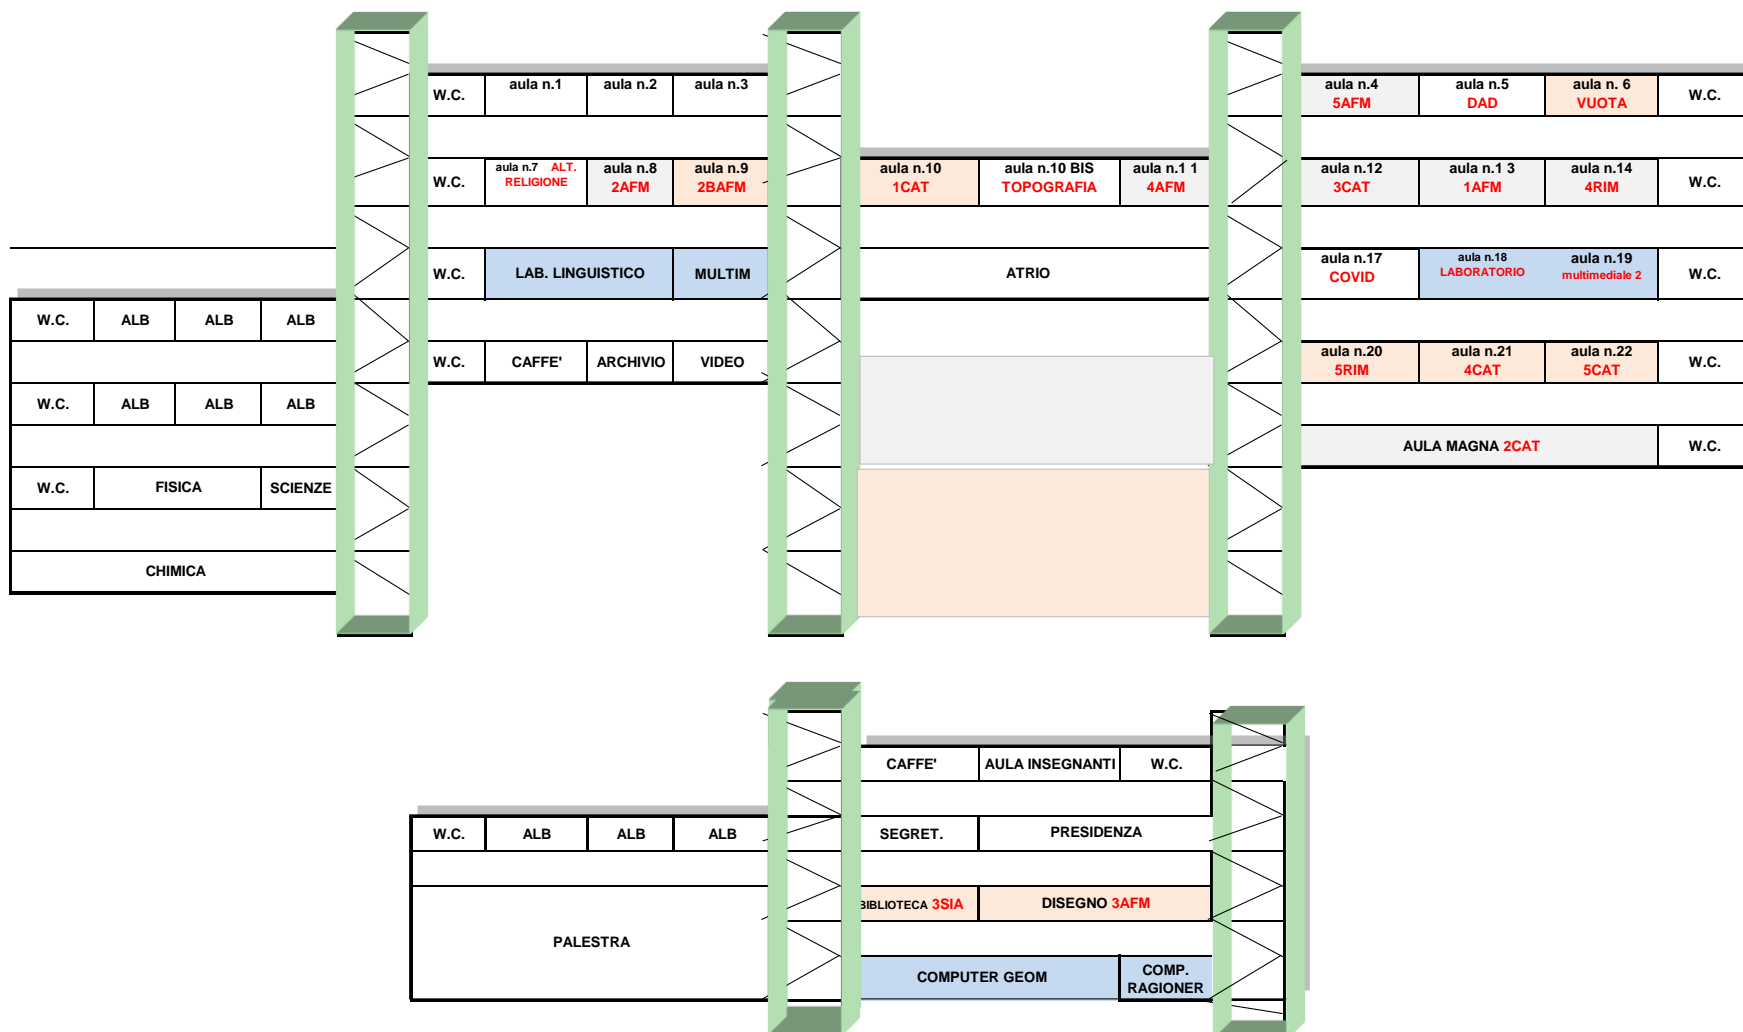 W.C. aula n.1 aula n.2 aula n.3 aula n.4 aula n.5 aula n. 6 W.C.
5AFM DAD VUOTA
W.C. aula n.7 ALT. aula n.8 aula n.9 aula n.10 aula n.10 BIS aula n.1 1 aula n.12 aula n.1 3 aula n.14 W.C.
RELIGIONE 2AFM 2BAFM 1CAT TOPOGRAFIA 4AFM 3CAT 1AFM 4RIM
W.C. LAB. LINGUISTICO MULTIM ATRIO aula n.17 aula n.18 aula n.19 W.C.
COVID LABORATORIO multimediale 2
W.C. ALB ALB ALB
W.C. CAFFE' ARCHIVIO VIDEO aula n.20 aula n.21 aula n.22 W.C.
5RIM 4CAT 5CAT
W.C. ALB ALB ALB
AULA MAGNA 2CAT W.C.
W.C. FISICA SCIENZE
CHIMICA
CAFFE' AULA INSEGNANTI W.C.
W.C. ALB ALB ALB SEGRET. PRESIDENZA
BIBLIOTECA 3SIA DISEGNO 3AFM
PALESTRA
COMPUTER GEOM COMP.
RAGIONER